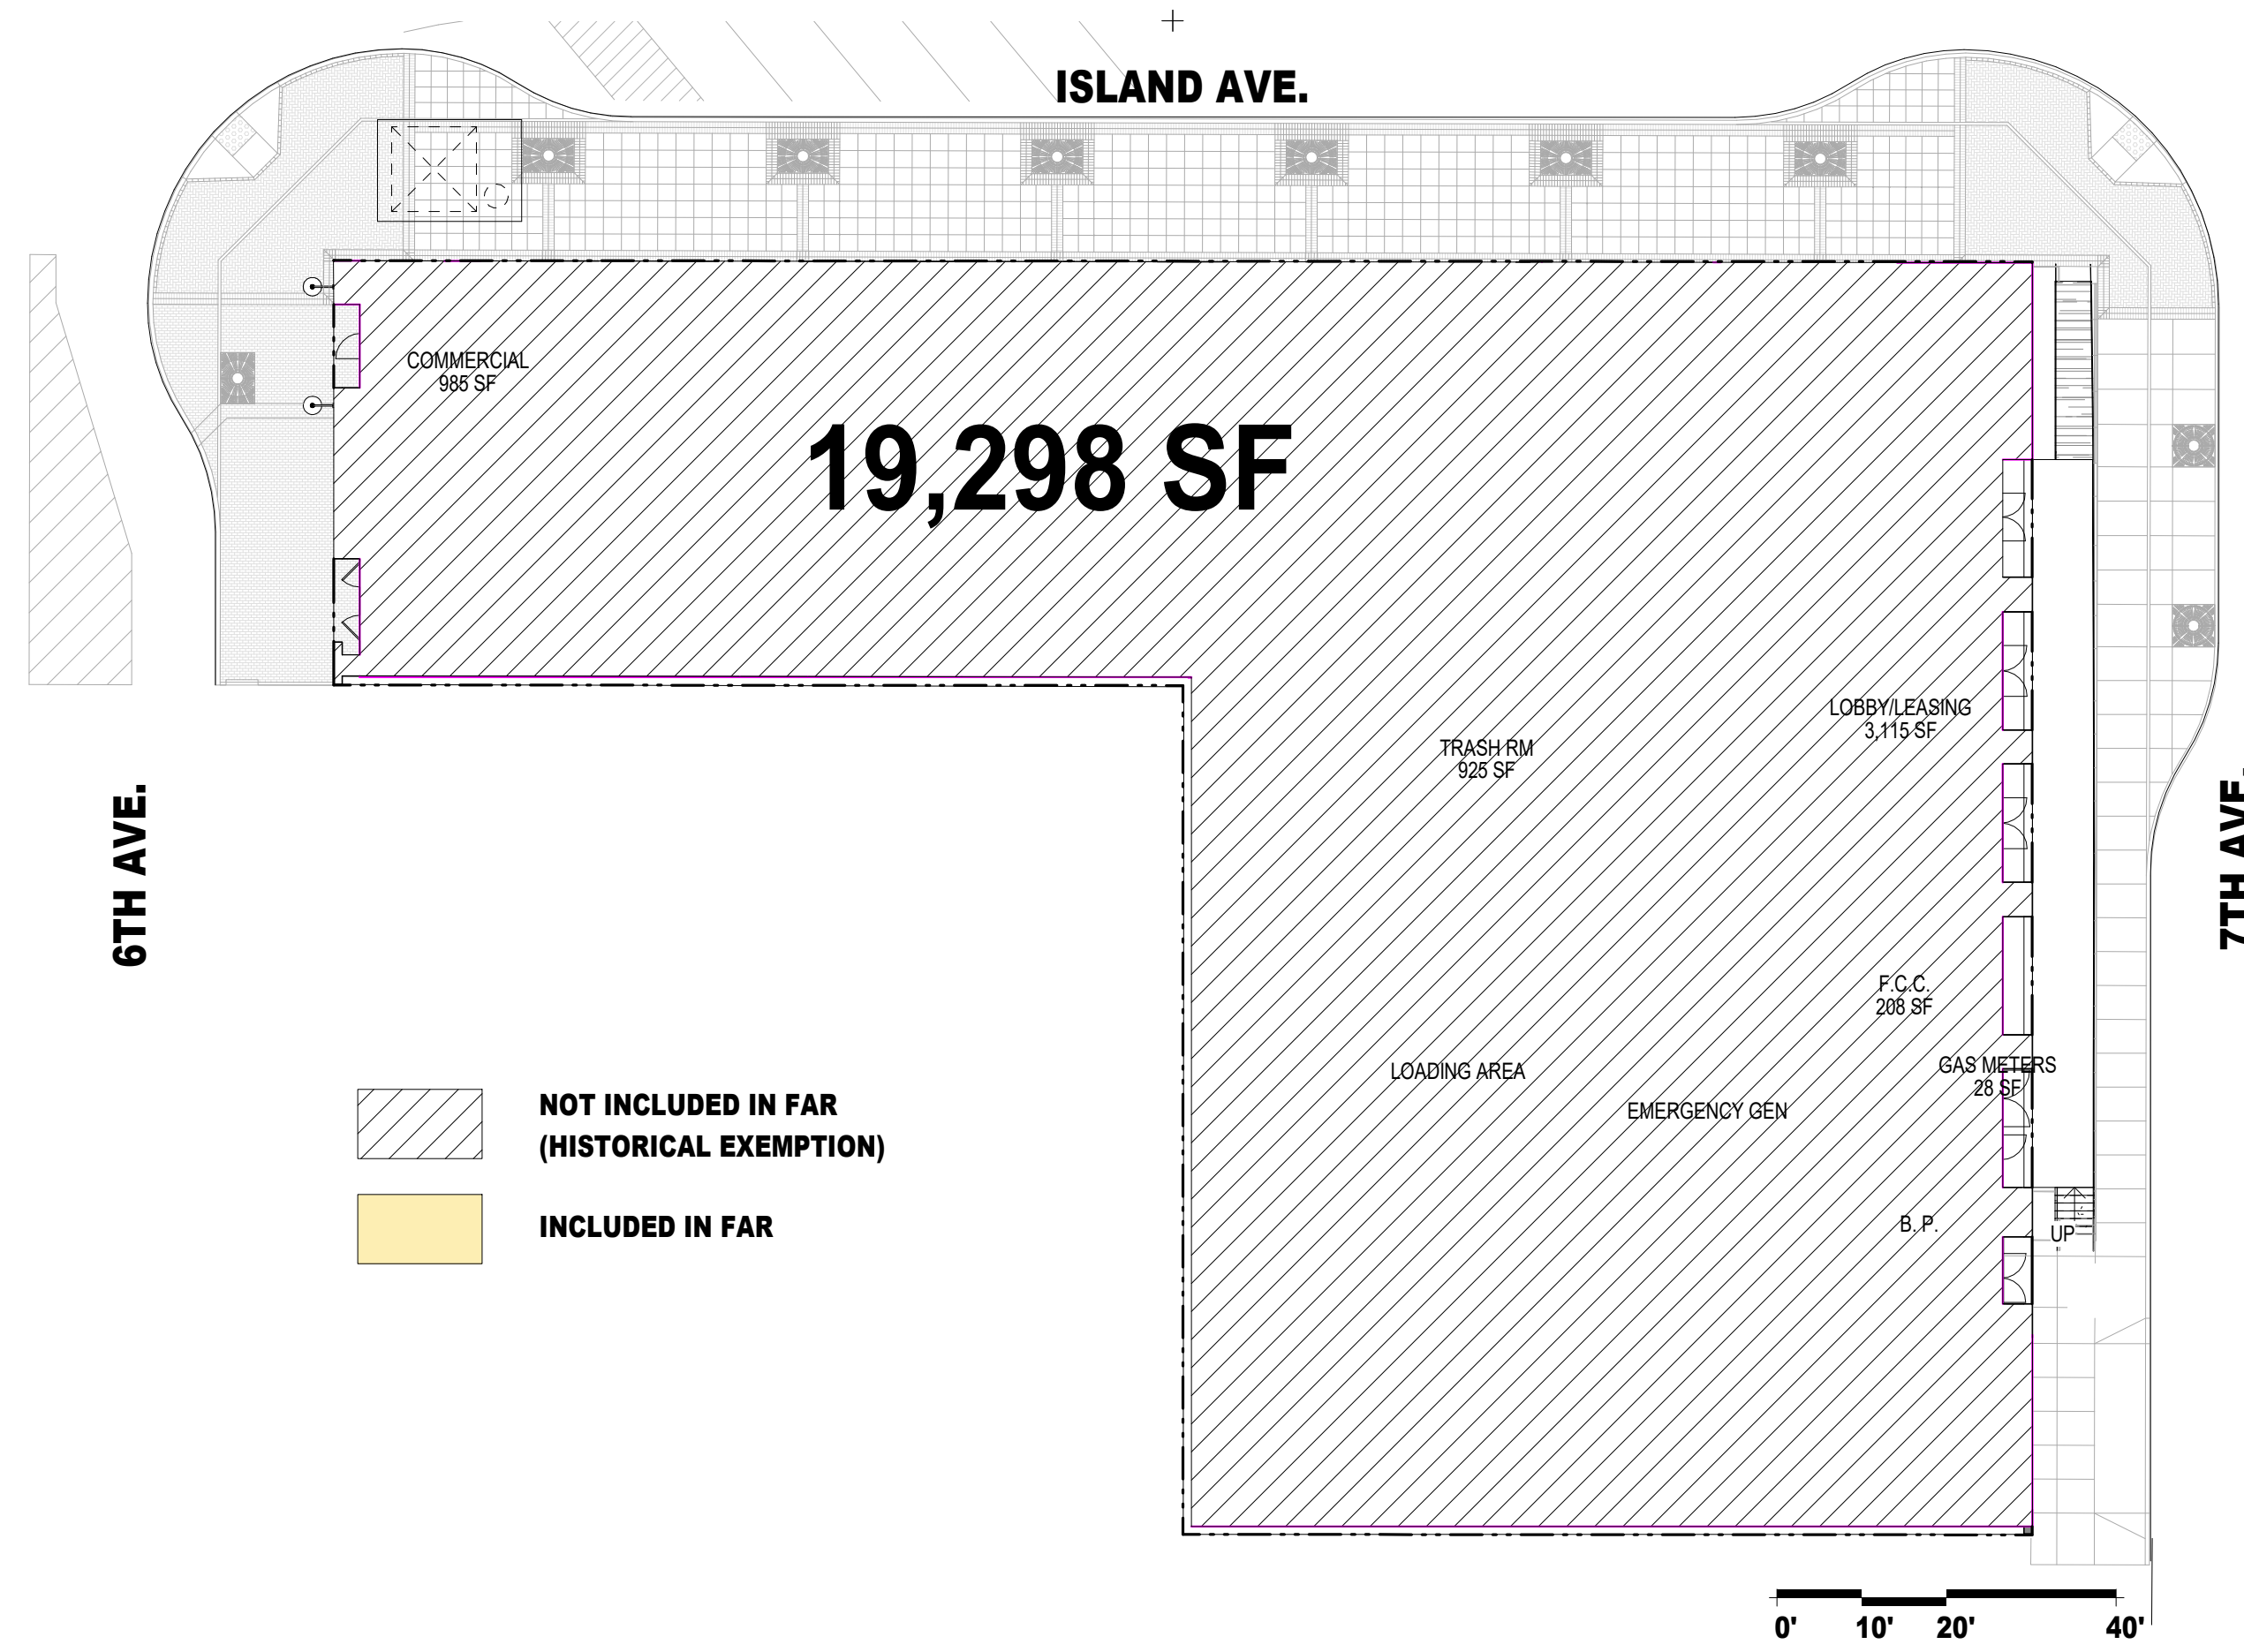 ISLAND AVE.
COMMERCIAL
985 SF
19,298 SF
LOBBY/LEASING
3,115 SF
TRASH RM
925 SF
6TH AVE.
7TH AVE.
F.C.C.
208 SF
GAS METERS
28 SF
LOADING AREA
EMERGENCY GEN
NOT INCLUDED IN FAR
(HISTORICAL EXEMPTION)
INCLUDED IN FAR
B. P.
UP
0' 10' 20' 40'